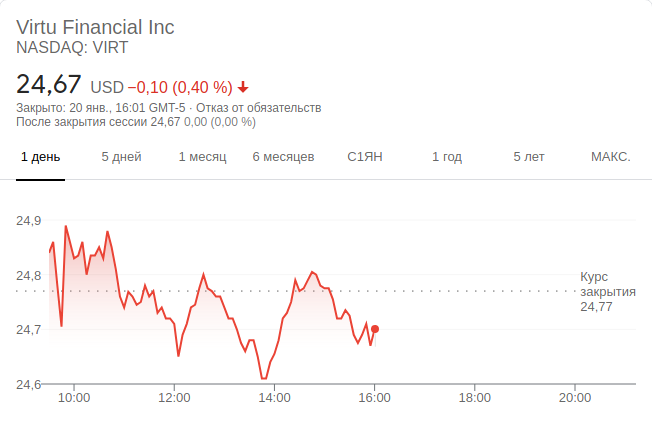 Virtu Financial Inc
NASDAQ: VIRT
24,67 USD −0,10 (0,40 %)
Закрыто: 20 янв., 16:01 GMT-5 · Отказ от обязательств
После закрытия сессии 24,67 0,00 (0,00 %)
1 день 5 дней 1 месяц 6 месяцев С1ЯН 1 год 5 лет МАКС.
24,9
24,8
Курс
закрытия
24,77
24,7
24,6
10:00 12:00 14:00 16:00 18:00 20:00